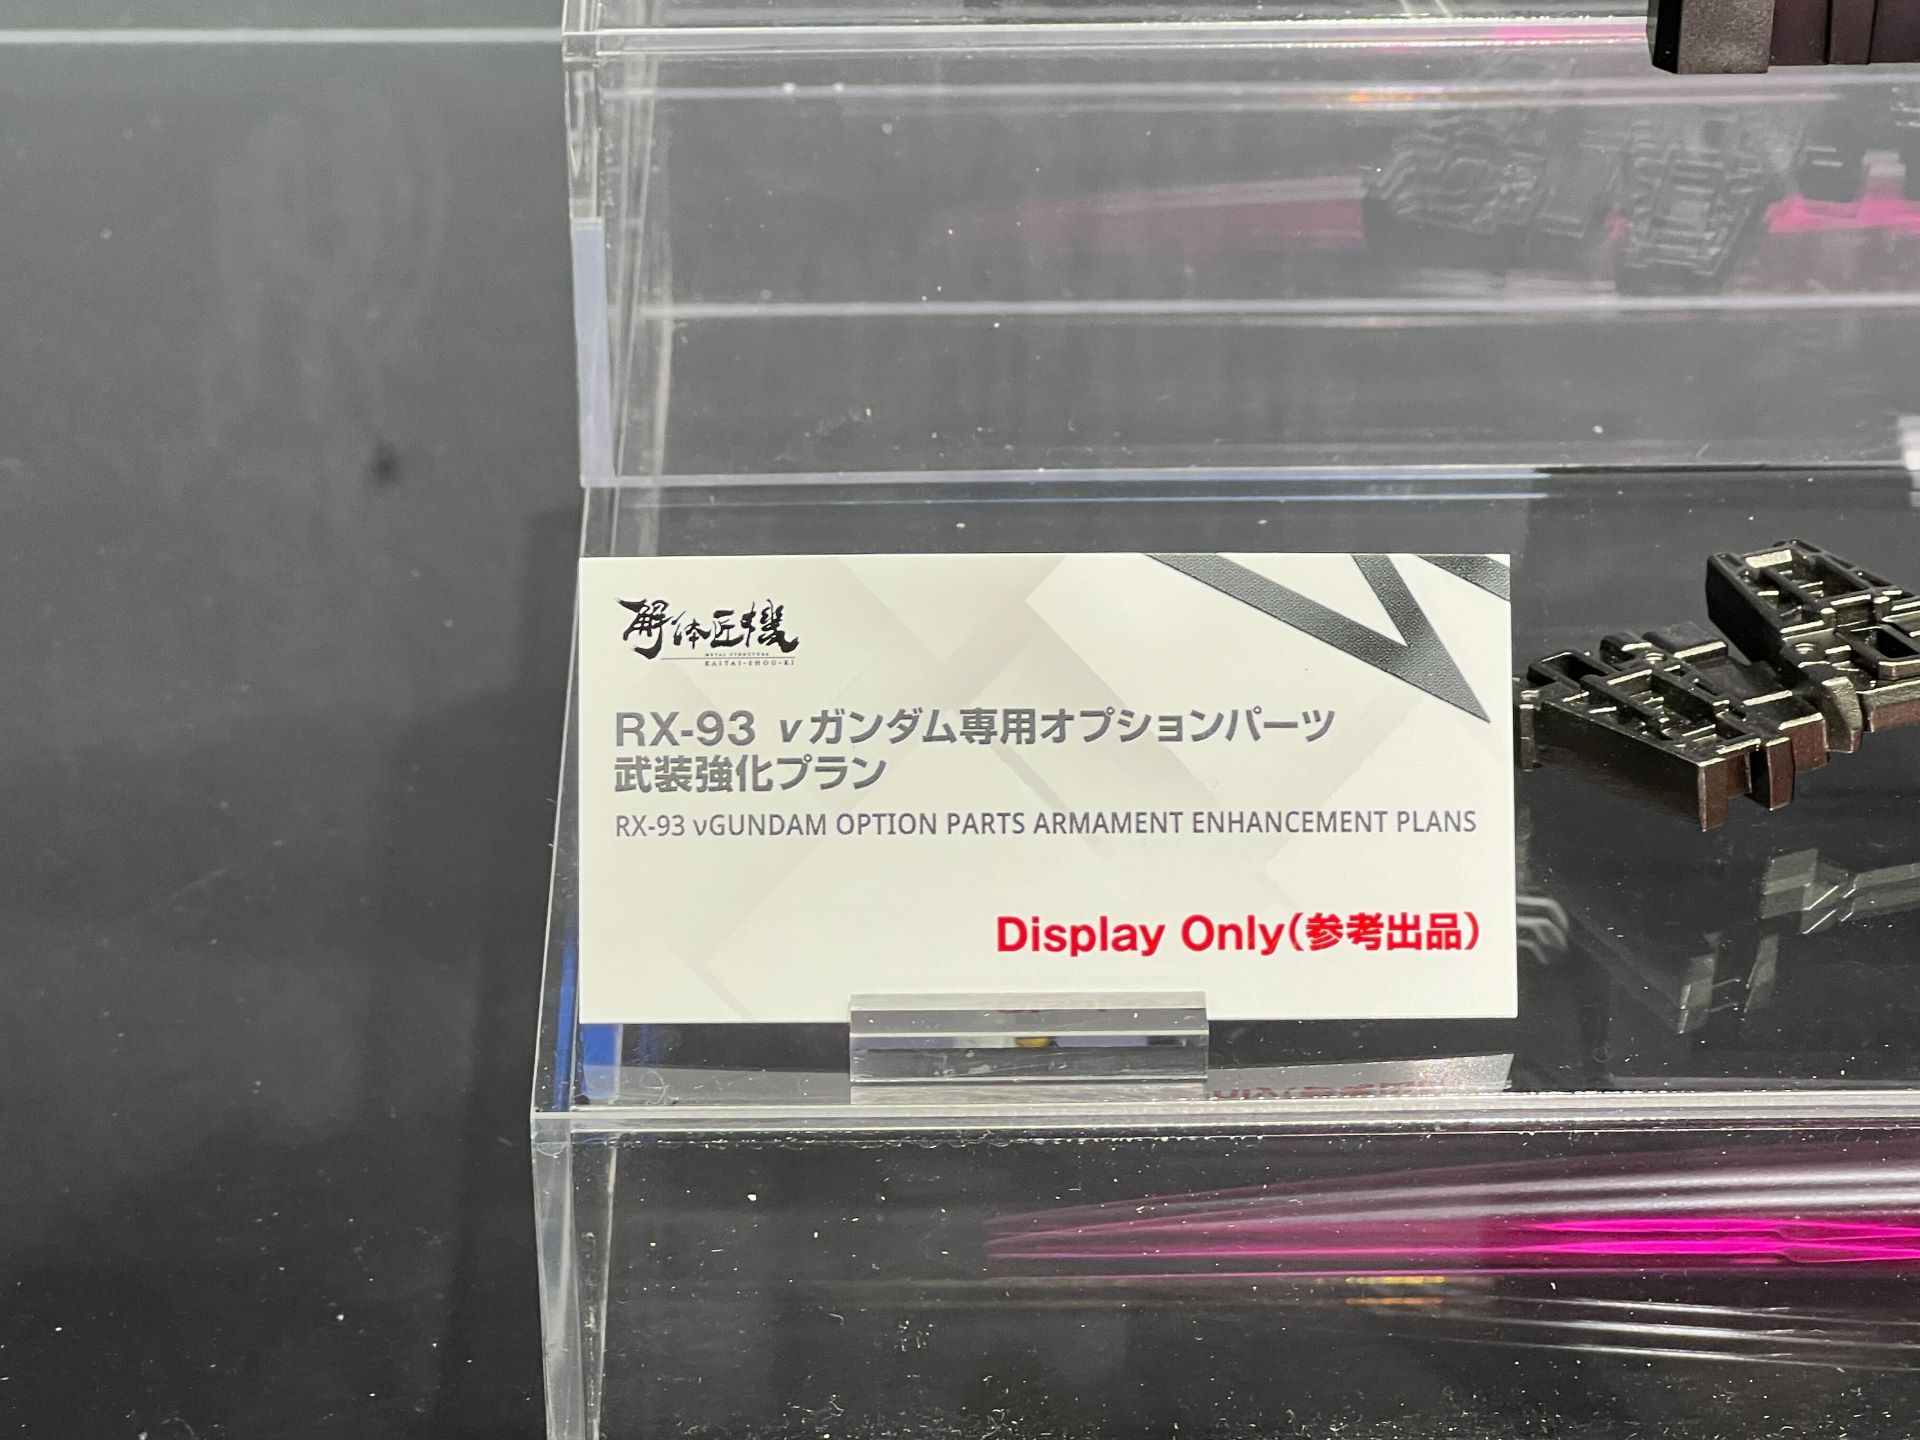 解体匠機
METAL STRUCTURE
KAITAI-SHOU-KI
RX-93 νガンダム専用オプションパーツ
武装強化プラン
RX-93 νGUNDAM OPTION PARTS ARMAMENT ENHANCEMENT PLANS
Display Only(参考出品)